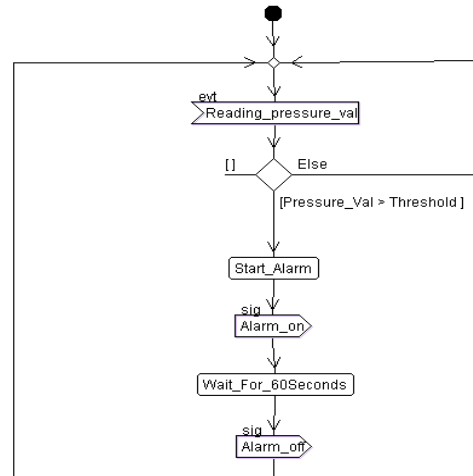 evt
Reading_pressure_val
[ ]
Else
[Pressure_Val > Threshold ]
Start_Alarm
sig
Alarm_on
Wait_For_60Seconds
sig
Alarm_off